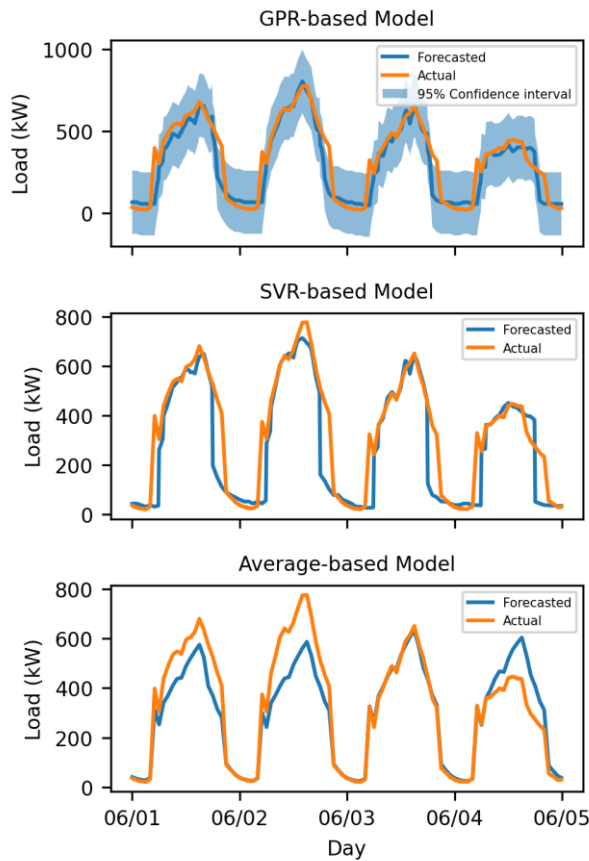 GPR-based Model
1000
500
0
Load (kW)
Forecasted
Actual
95% Confidence interval
SVR-based Model
800
600
400
200
0
Load (kW)
Forecasted
Actual
Average-based Model
800
600
400
200
0
Load (kW)
Forecasted
Actual
06/01 06/02 06/03 06/04 06/05
Day